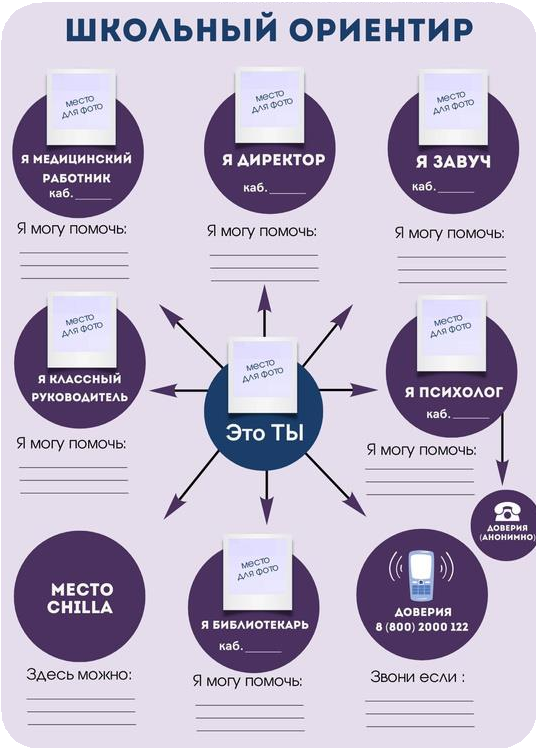 ШКОЛЬНЫЙ ОРИЕНТИР
место
для фото
Я МЕДИЦИНСКИЙ
РАБОТНИК
каб. ______
Я могу помочь:
место
для фото
Я ДИРЕКТОР
каб. ______
Я могу помочь:
место
для фото
Я ЗАВУЧ
каб. ______
Я могу помочь:
место
для фото
Я КЛАССНЫЙ
РУКОВОДИТЕЛЬ
Я могу помочь:
место
для фото
Это ТЫ
место
для фото
Я ПСИХОЛОГ
каб. ______
Я могу помочь:
ДОВЕРИЯ
(АНОНИМНО)
МЕСТО
CHILLA
Здесь можно:
место
для фото
Я БИБЛИОТЕКАРЬ
каб. ______
Я могу помочь:
ДОВЕРИЯ
8 (800) 2000 122
Звони если :